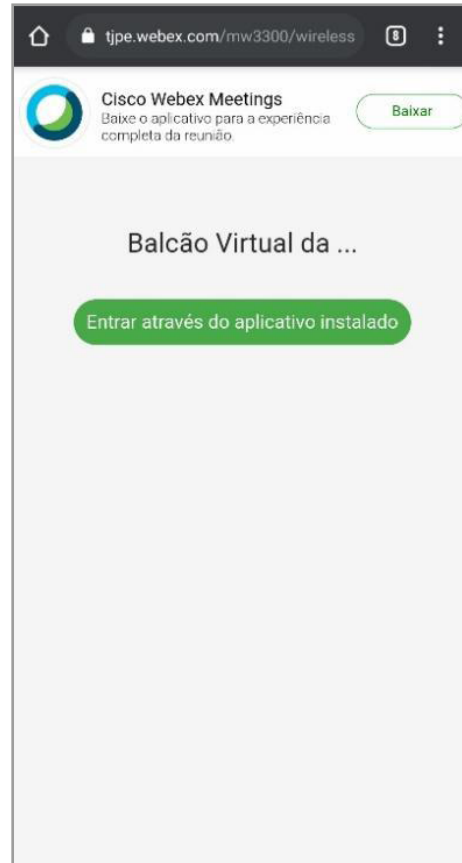 tjpe.webex.com/mw3300/wireless 8
Cisco Webex Meetings
Baixe o aplicativo para a experiência
completa da reunião.
Baixar
Balcão Virtual da ...
Entrar através do aplicativo instalado